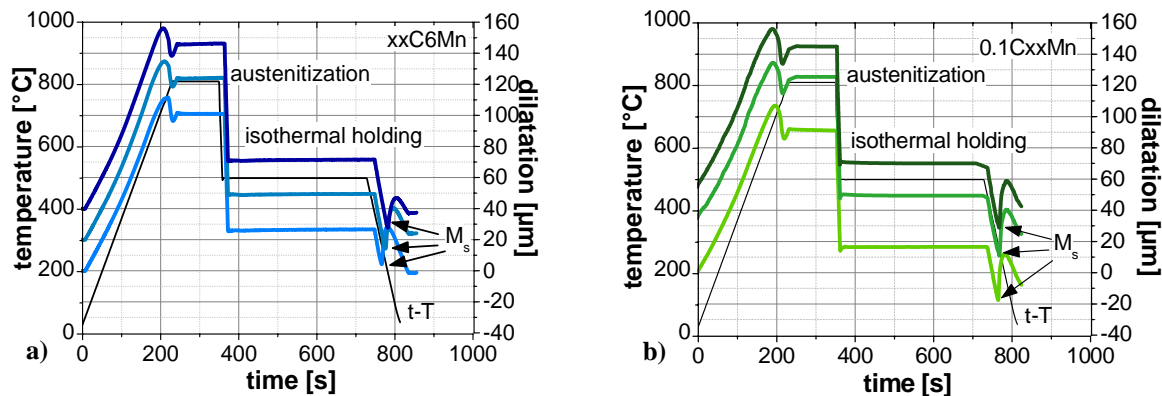 1000
800
600
400
200
0
temperature [°C]
xxC6Mn
austenitization
isothermal holding
Ms
t-T
160
140
120
100
80
60
40
20
0
-20
-40
dilatation [µm]
0 200 400 600 800 1000
time [s]
a)
1000
800
600
400
200
0
temperature [°C]
0.1CxxMn
austenitization
isothermal holding
Ms
t-T
160
140
120
100
80
60
40
20
0
-20
-40
dilatation [µm]
0 200 400 600 800 1000
time [s]
b)